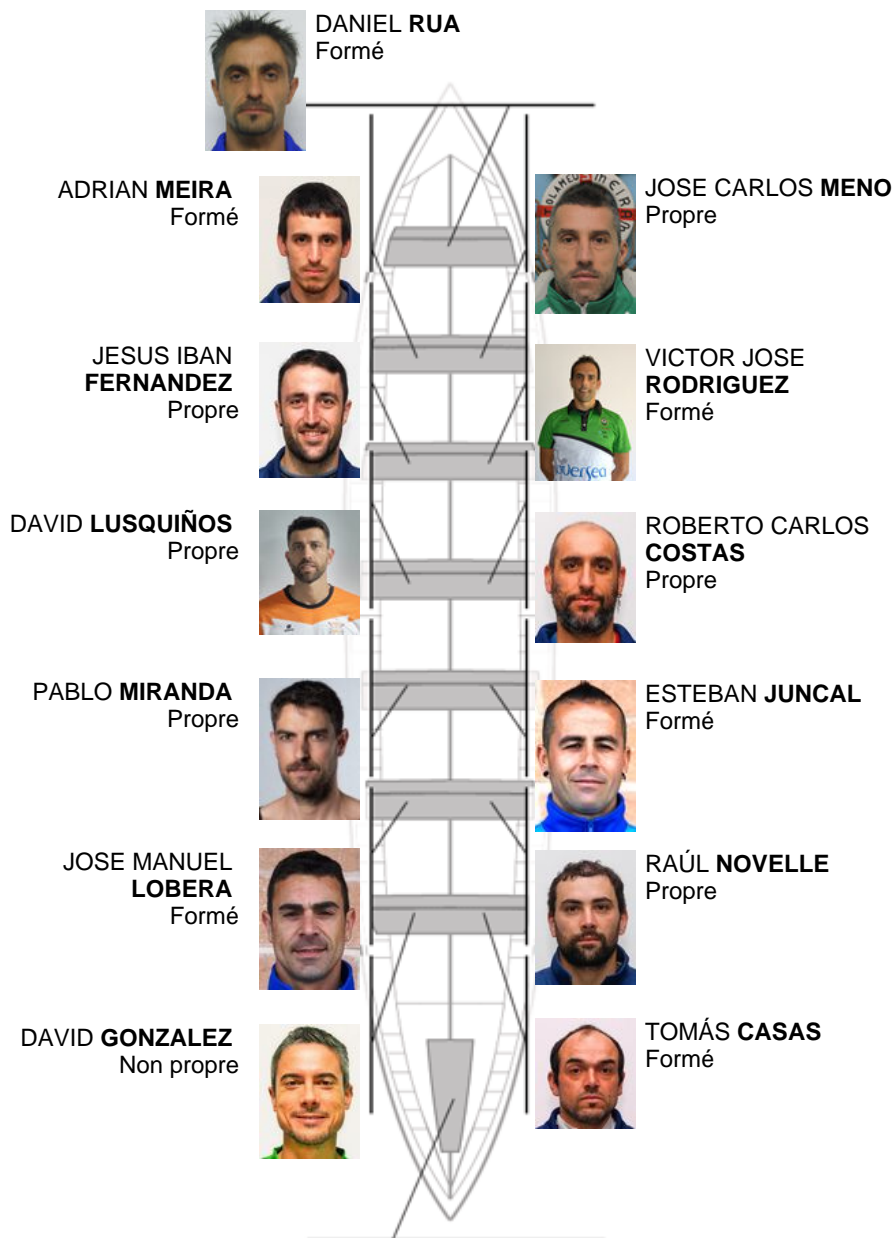 DANIEL RUA
Formé
ADRIAN MEIRA
Formé
JOSE CARLOS MENO
Propre
JESUS IBAN
FERNANDEZ
Propre
VICTOR JOSE
RODRIGUEZ
Formé
DAVID LUSQUIÑOS
Propre
ROBERTO CARLOS
COSTAS
Propre
PABLO MIRANDA
Propre
ESTEBAN JUNCAL
Formé
JOSE MANUEL
LOBERA
Formé
RAÚL NOVELLE
Propre
DAVID GONZALEZ
Non propre
TOMÁS CASAS
Formé